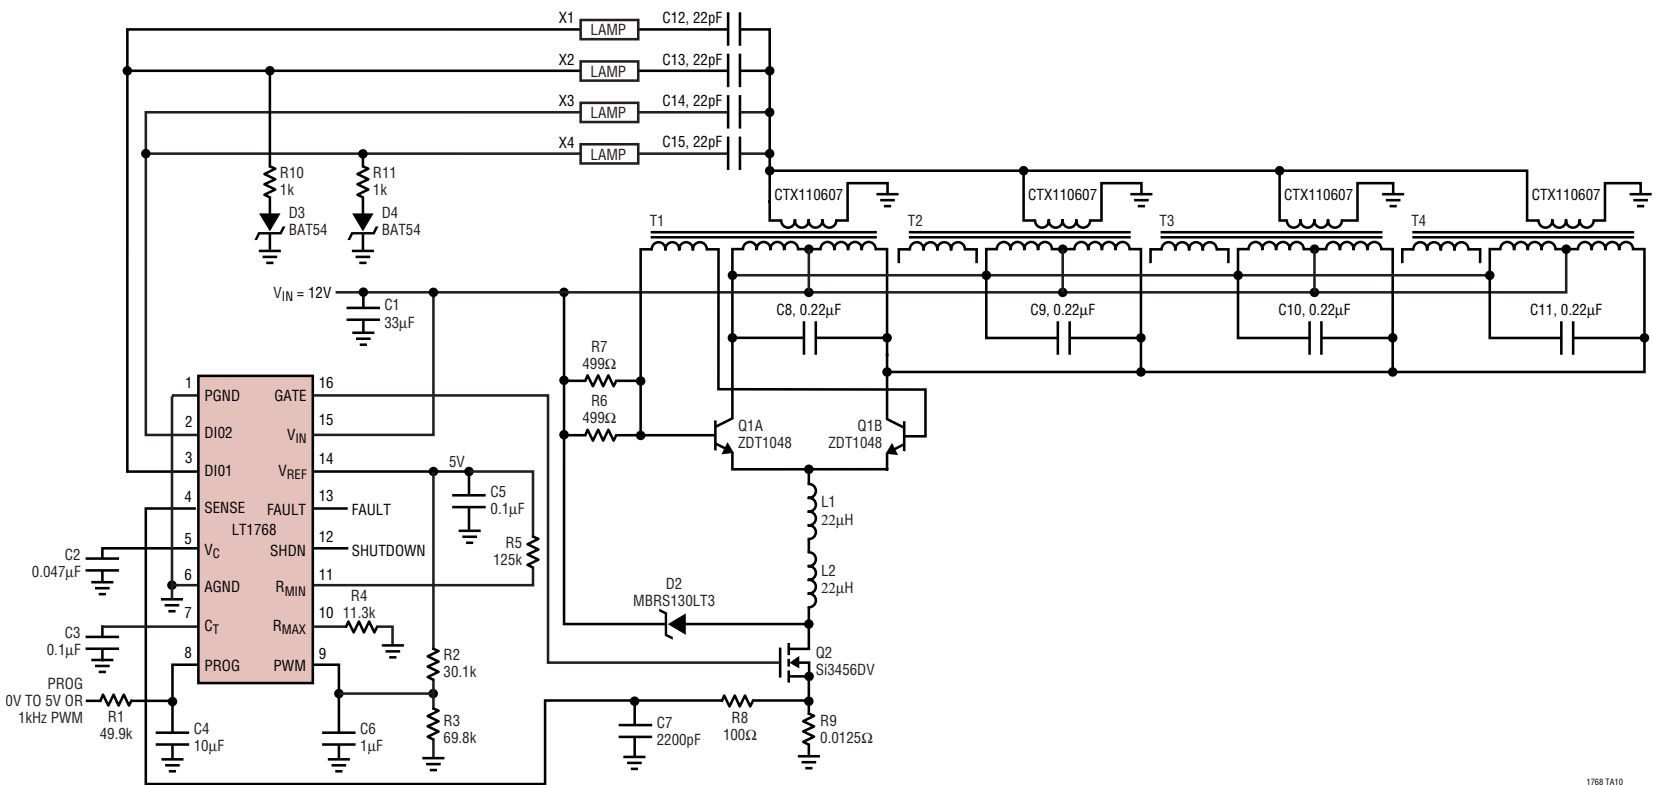 X1
LAMP
C12, 22pF
X2
LAMP
C13, 22pF
X3
LAMP
C14, 22pF
X4
LAMP
C15, 22pF
R10
1k
R11
1k
D3
BAT54
D4
BAT54
CTX110607
CTX110607
CTX110607
CTX110607
T1
T2
T3
T4
VIN = 12V
C1
33µF
C8, 0.22µF
C9, 0.22µF
C10, 0.22µF
C11, 0.22µF
R7
499Ω
R6
499Ω
Q1A
ZDT1048
Q1B
ZDT1048
1
PGND
GATE
16
2
DI02
VIN
15
3
DI01
VREF
14
4
SENSE
FAULT
13
FAULT
LT1768
5
VC
SHDN
12
SHUTDOWN
6
AGND
RMIN
11
7
CT
RMAX
10
8
PROG
PWM
9
5V
C5
0.1µF
R5
125k
R4
11.3k
C2
0.047µF
C3
0.1µF
L1
22µH
L2
22µH
D2
MBRS130LT3
Q2
Si3456DV
R2
30.1k
R3
69.8k
PROG
0V TO 5V OR
1kHz PWM
R1
49.9k
C4
10µF
C6
1µF
C7
2200pF
R8
100Ω
R9
0.0125Ω
1768 TA10